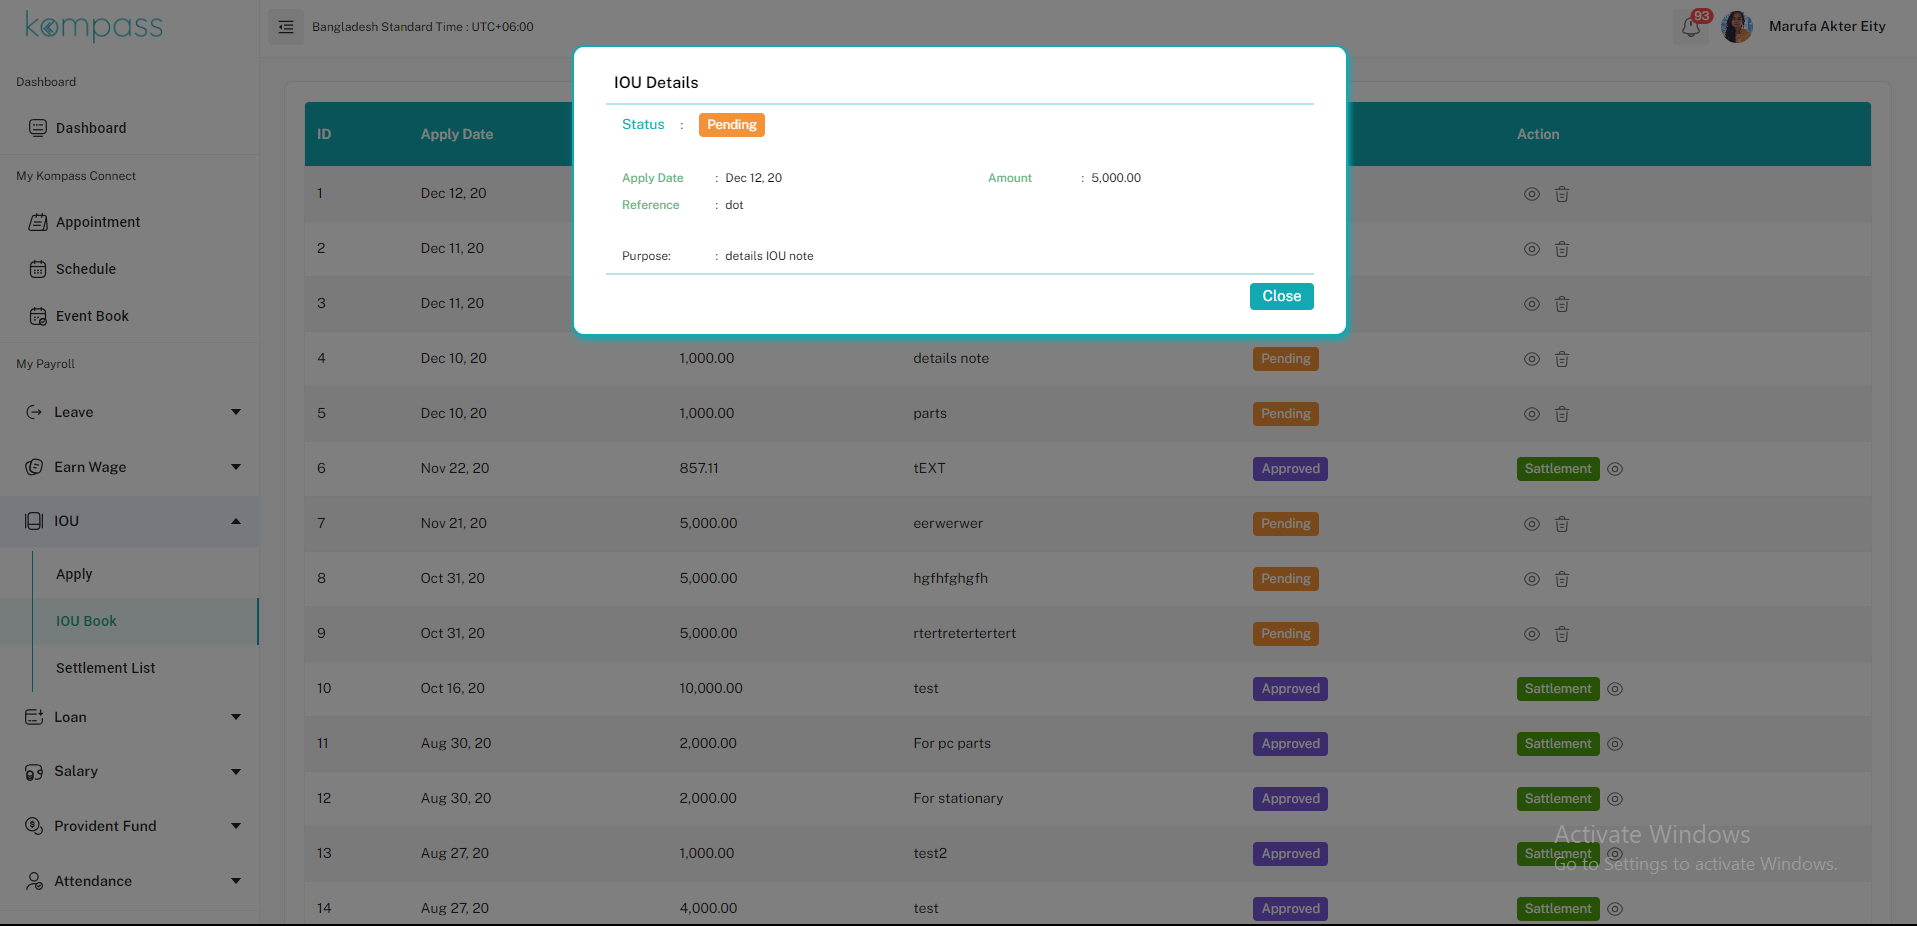 kompass
Bangladesh Standard Time : UTC+06:00
93
Marufa Akter Eity
Dashboard
Dashboard
My Kompass Connect
Appointment
Schedule
Event Book
My Payroll
Leave
Earn Wage
IOU
Apply
IOU Book
Settlement List
Loan
Salary
Provident Fund
Attendance
IOU Details
Status : Pending
Apply Date : Dec 12, 20 Amount : 5,000.00
Reference : dot
Purpose: : details IOU note
Close
ID Apply Date Action
1 Dec 12, 20
2 Dec 11, 20
3 Dec 11, 20
4 Dec 10, 20 1,000.00 details note Pending
5 Dec 10, 20 1,000.00 parts Pending
6 Nov 22, 20 857.11 tEXT Approved Sattlement
7 Nov 21, 20 5,000.00 eerwerwer Pending
8 Oct 31, 20 5,000.00 hgfhfghgfh Pending
9 Oct 31, 20 5,000.00 rtertretertertert Pending
10 Oct 16, 20 10,000.00 test Approved Sattlement
11 Aug 30, 20 2,000.00 For pc parts Approved Sattlement
12 Aug 30, 20 2,000.00 For stationary Approved Sattlement
13 Aug 27, 20 1,000.00 test2 Approved Sattlement
14 Aug 27, 20 4,000.00 test Approved Sattlement
Activate Windows
Go to Settings to activate Windows.